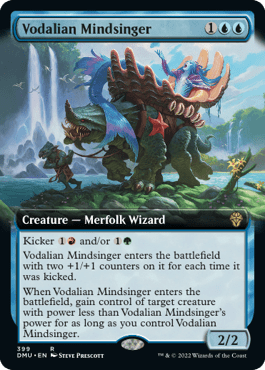 Vodalian Mindsinger 1
Creature — Merfolk Wizard
Kicker 1 and/or 1
Vodalian Mindsinger enters the battlefield
with two +1/+1 counters on it for each time it
was kicked.
When Vodalian Mindsinger enters the
battlefield, gain control of target creature
with power less than Vodalian Mindsinger's
power for as long as you control Vodalian
Mindsinger.
2/2
399 R
DMU • EN STEVE PRESCOTT
™ & © 2022 Wizards of the Coast